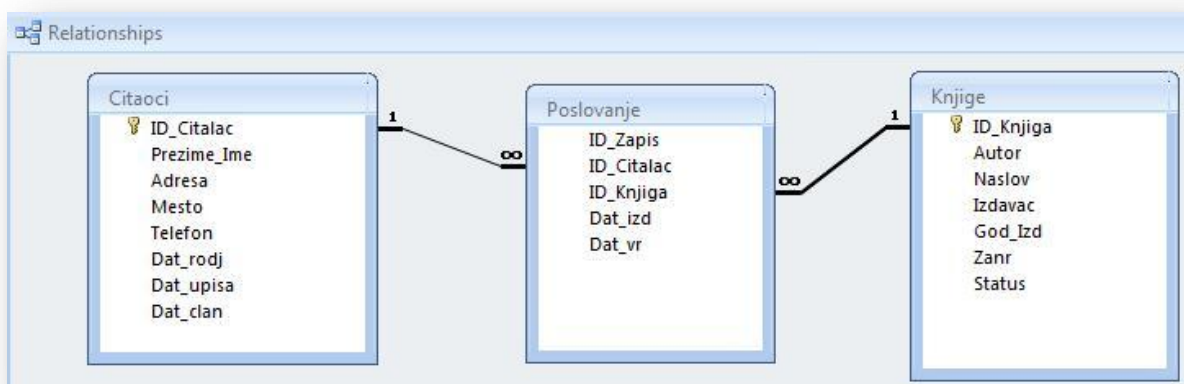 Relationships
Citaoci
ID_Citalac
Prezime_Ime
Adresa
Mesto
Telefon
Dat_rodj
Dat_upisa
Dat_clan
1
∞
Poslovanje
ID_Zapis
ID_Citalac
ID_Knjiga
Dat_izd
Dat_vr
∞
1
Knjige
ID_Knjiga
Autor
Naslov
Izdavac
God_Izd
Zanr
Status